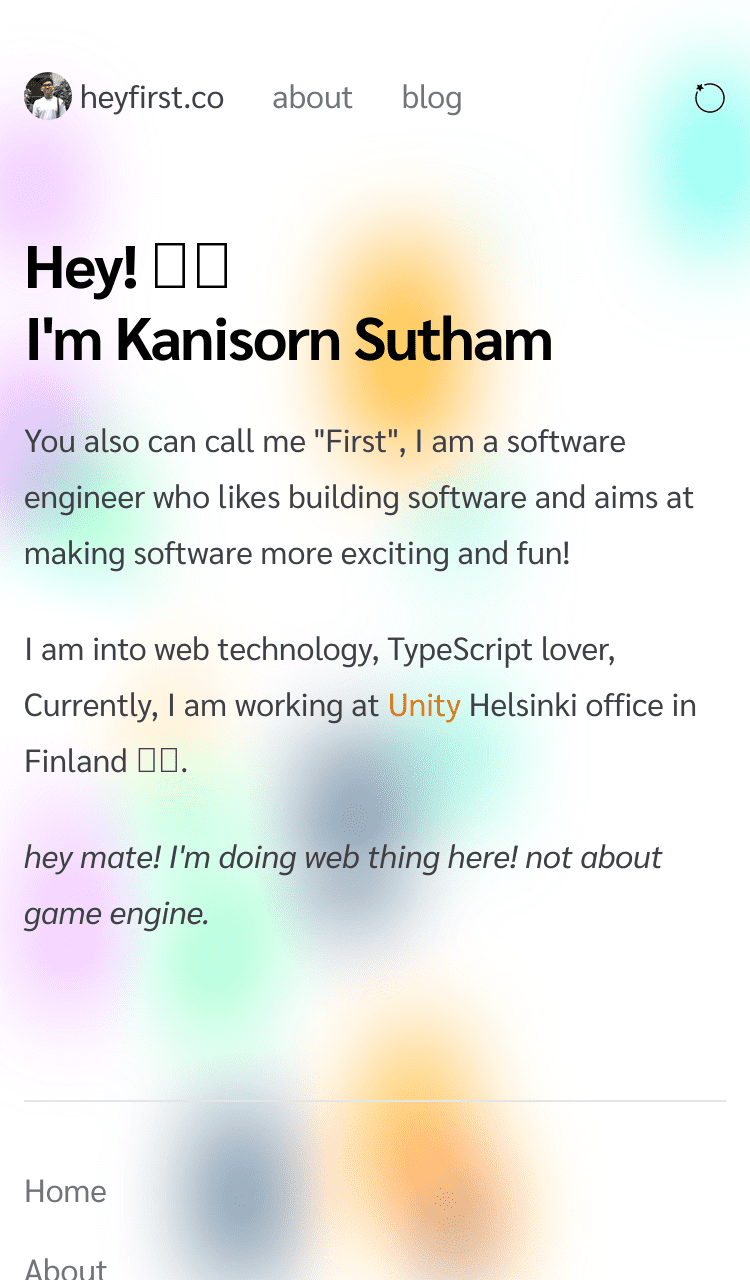 heyfirst.co about blog
Hey!
I'm Kanisorn Sutham
You also can call me "First", I am a software
engineer who likes building software and aims at
making software more exciting and fun!
I am into web technology, TypeScript lover,
Currently, I am working at Unity Helsinki office in
Finland .
hey mate! I'm doing web thing here! not about
game engine.
Home
About